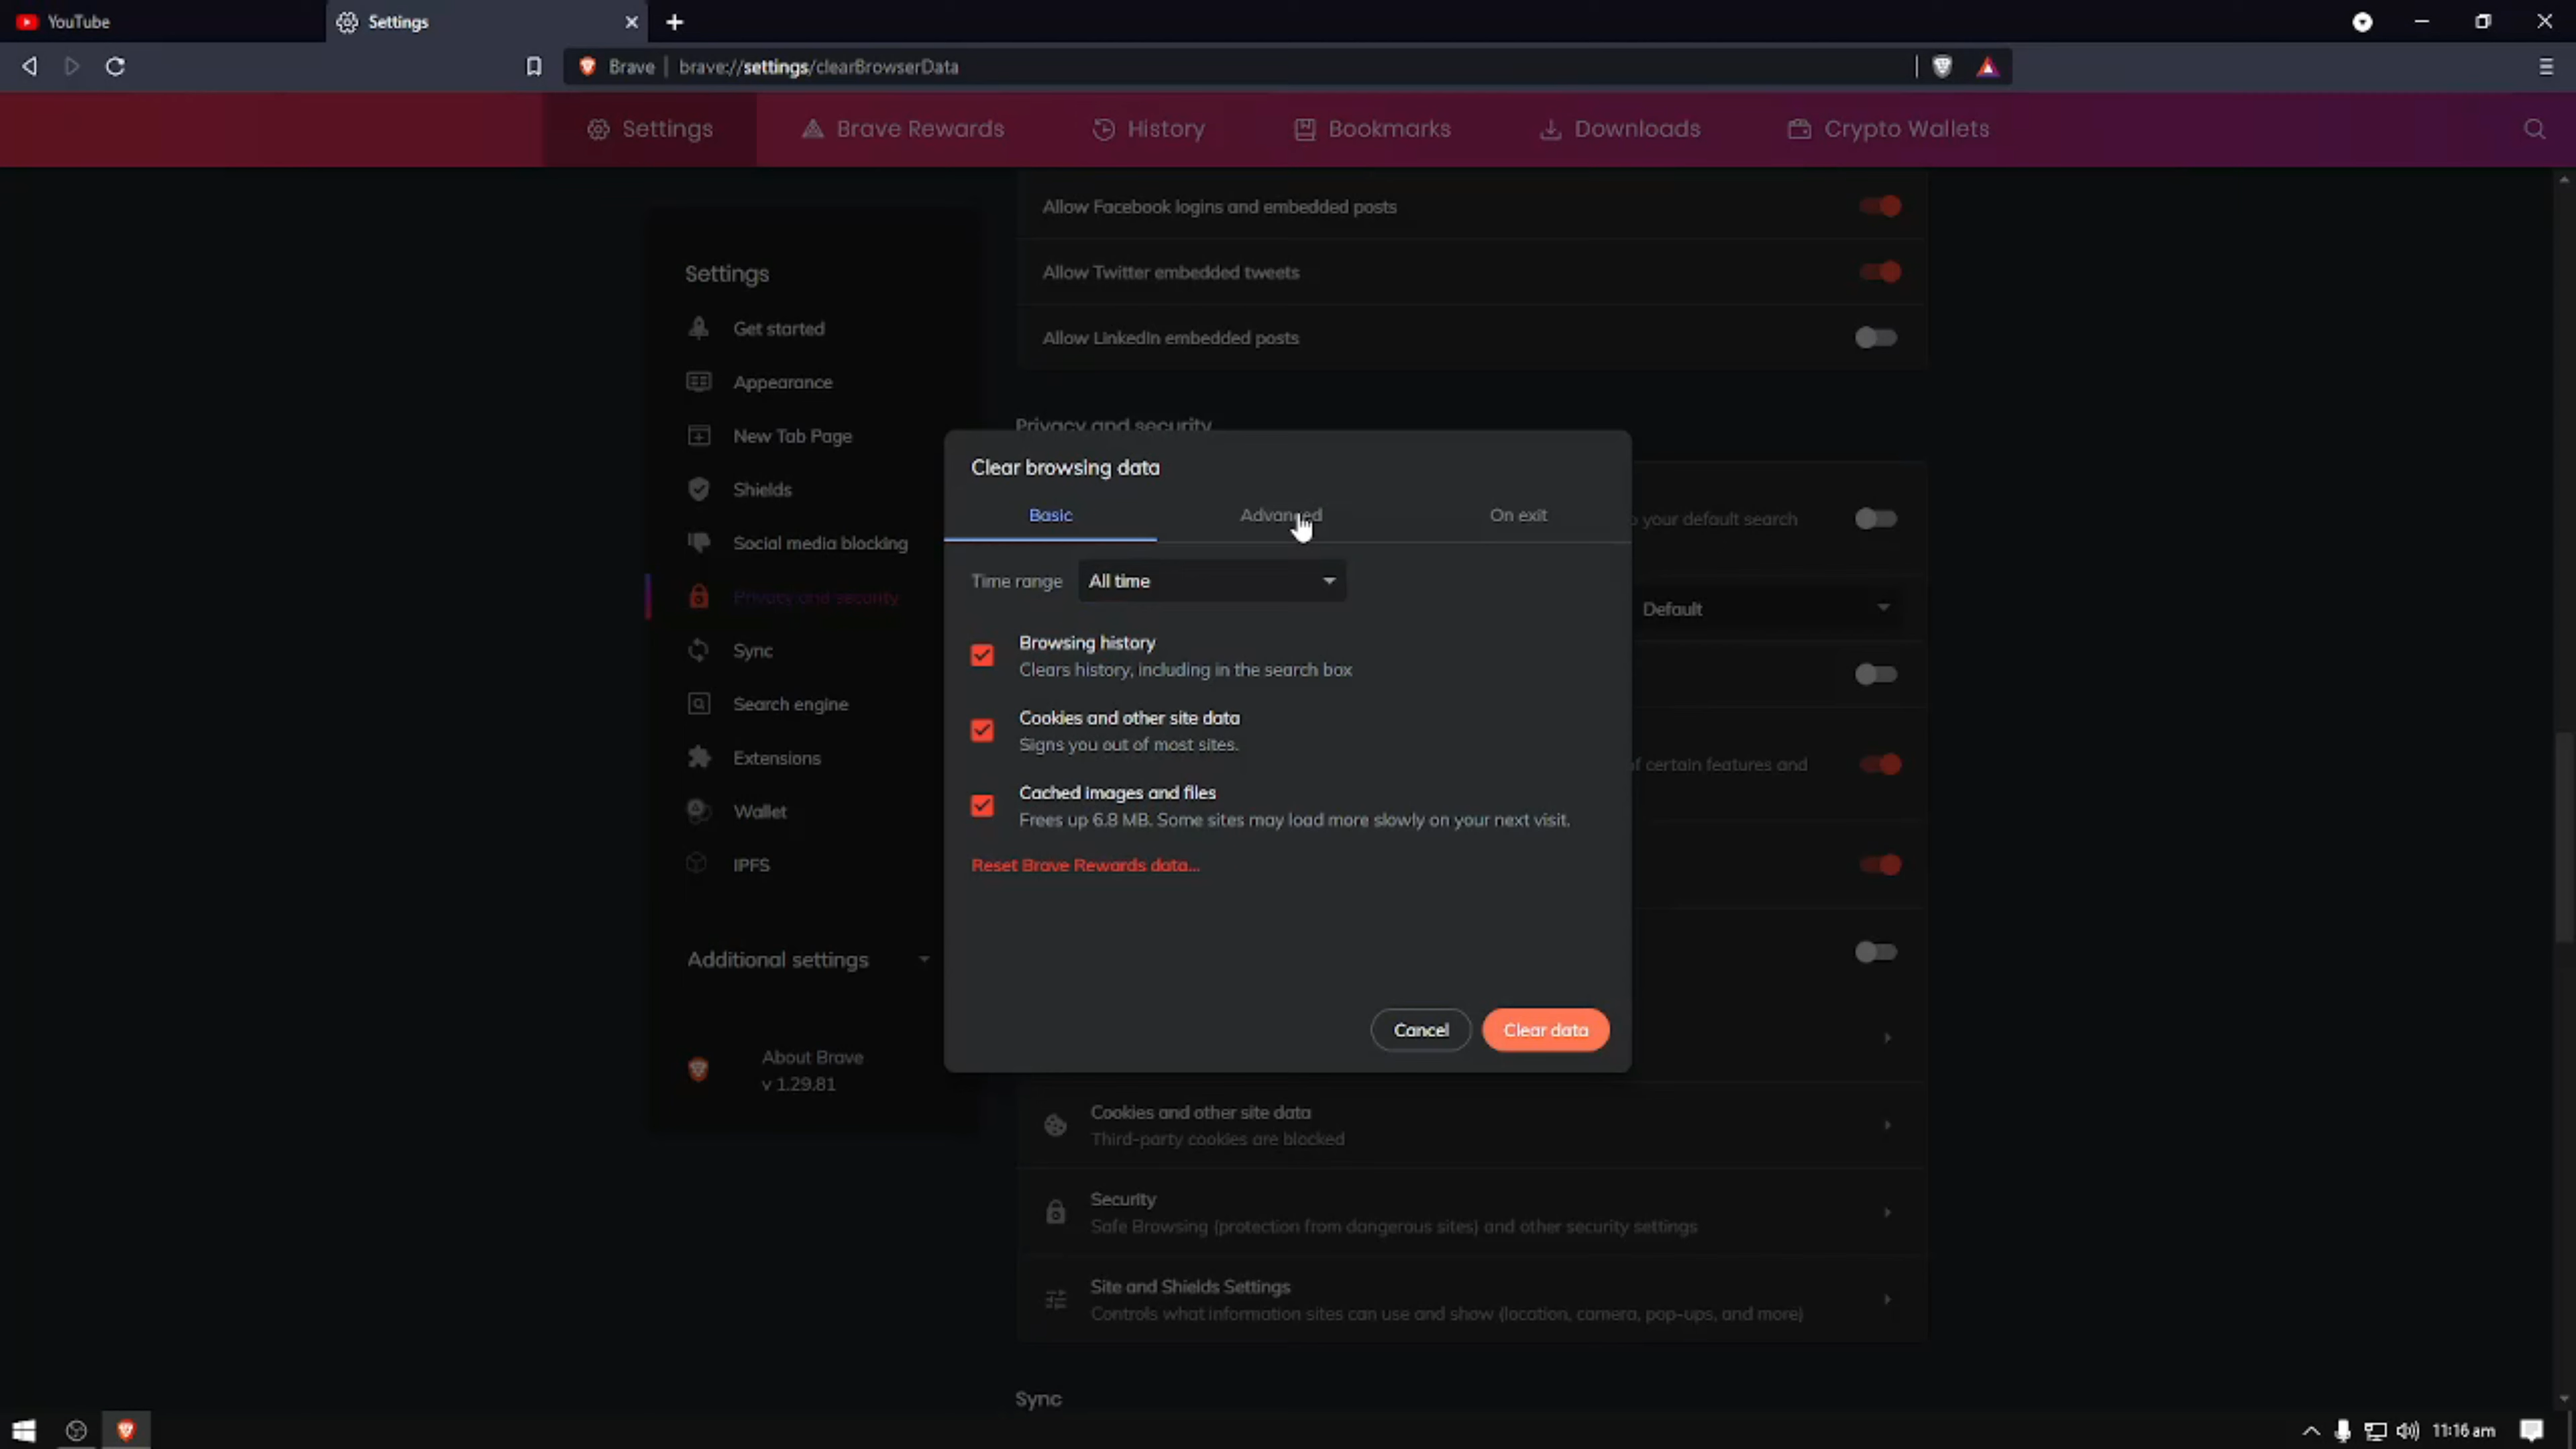 YouTube
Settings
Brave
brave://settings/clearBrowserData
Settings
Brave Rewards
History
Bookmarks
Downloads
Crypto Wallets
Allow Facebook logins and embedded posts
Allow Twitter embedded tweets
Allow LinkedIn embedded posts
Settings
Get started
Appearance
New Tab Page
Shields
Social media blocking
Privacy and security
Sync
Search engine
Extensions
Wallet
IPFS
Additional settings
About Brave
v 1.29.81
Privacy and security
Clear browsing data
Basic
Advanced
On exit
Time range
All time
Browsing history
Clears history, including in the search box
Cookies and other site data
Signs you out of most sites.
Cached images and files
Frees up 6.8 MB. Some sites may load more slowly on your next visit.
Reset Brave Rewards data...
Cancel
Clear data
your default search
Default
of certain features and
Cookies and other site data
Third-party cookies are blocked
Security
Safe Browsing (protection from dangerous sites) and other security settings
Site and Shields Settings
Controls what information sites can use and show (location, camera, pop-ups, and more)
Sync
11:16 am